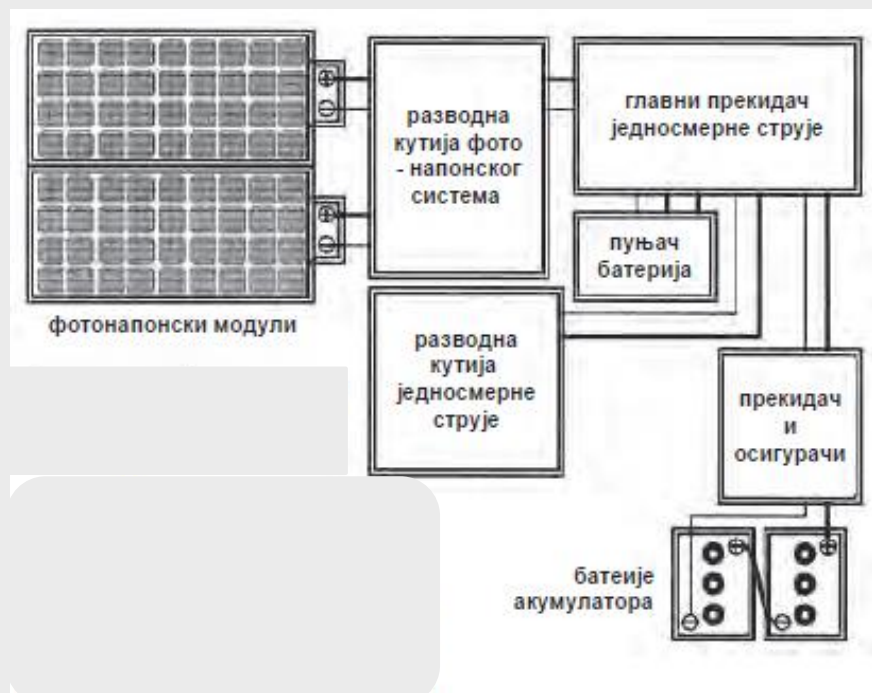 разводна
кутија фото
- напонског
система
главни прекидач
једносмерне струје
пуњач
батерија
фотонапонски модули
разводна
кутија
једносмерне
струје
прекидач
и
осигурачи
батеије
акумулатора